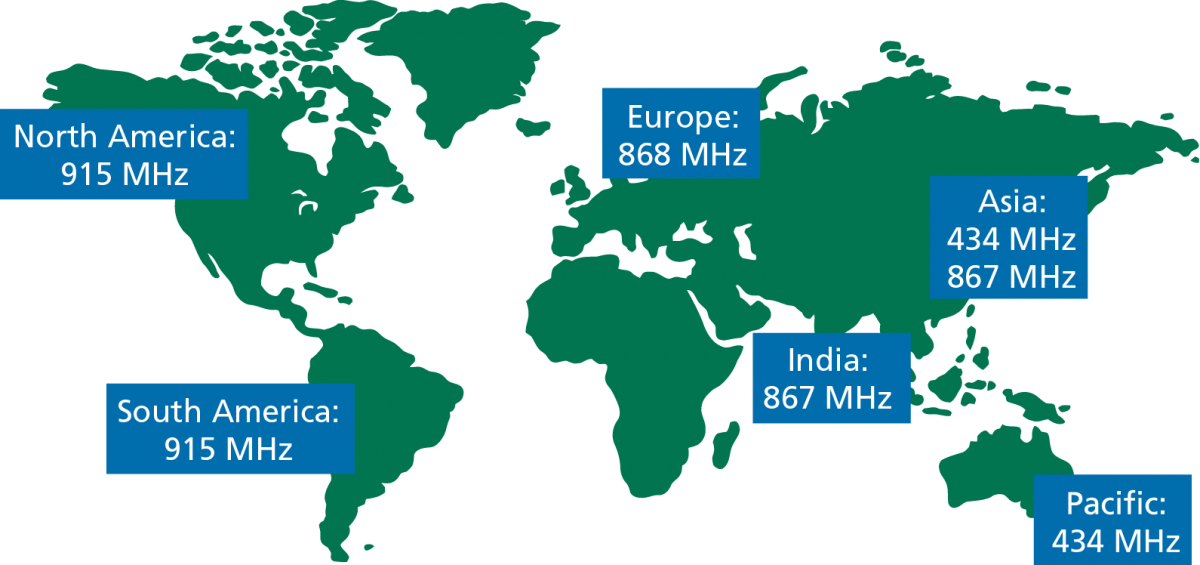 North America:
915 MHz
Europe:
868 MHz
Asia:
434 MHz
867 MHz
India:
867 MHz
South America:
915 MHz
Pacific:
434 MHz